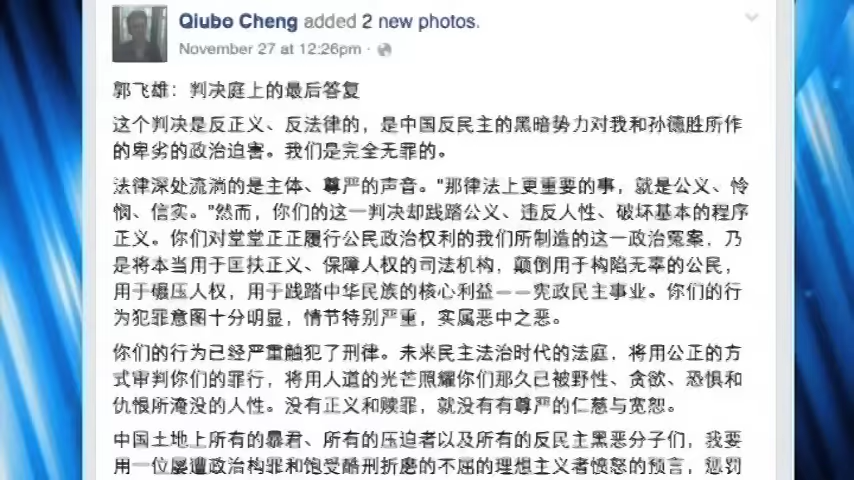 Qiubo Cheng added 2 new photos.
November 27 at 12:26pm ·
郭飞雄：判决庭上的最后答复
这个判决是反正义、反法律的，是中国反民主的黑暗势力对我和孙德胜所作
的卑劣的政治迫害。我们是完全无罪的。
法律深处流淌的是主体、尊严的声音。"那律法上更重要的事，就是公义、怜
悯、信实。"然而，你们的这一判决却践踏公义、违反人性、破坏基本的程序
正义。你们对堂堂正正履行公民政治权利的我们所制造的这一政治冤案，乃
是将本当用于匡扶正义、保障人权的司法机构，颠倒用于构陷无辜的公民，
用于碾压人权，用于践踏中华民族的核心利益——宪政民主事业。你们的行
为犯罪意图十分明显，情节特别严重，实属恶中之恶。
你们的行为已经严重触犯了刑律。未来民主法治时代的法庭，将用公正的方
式审判你们的罪行，将用人道的光芒照耀你们那久已被野性、贪欲、恐惧和
仇恨所淹没的人性。没有正义和赎罪，就没有有尊严的仁慈与宽恕。
中国土地上所有的暴君、所有的压迫者以及所有的反民主黑恶分子们，我要
用一位屡遭政治构罪和饱受酷刑折磨的不屈的理想主义者愤怒的预言，惩罚